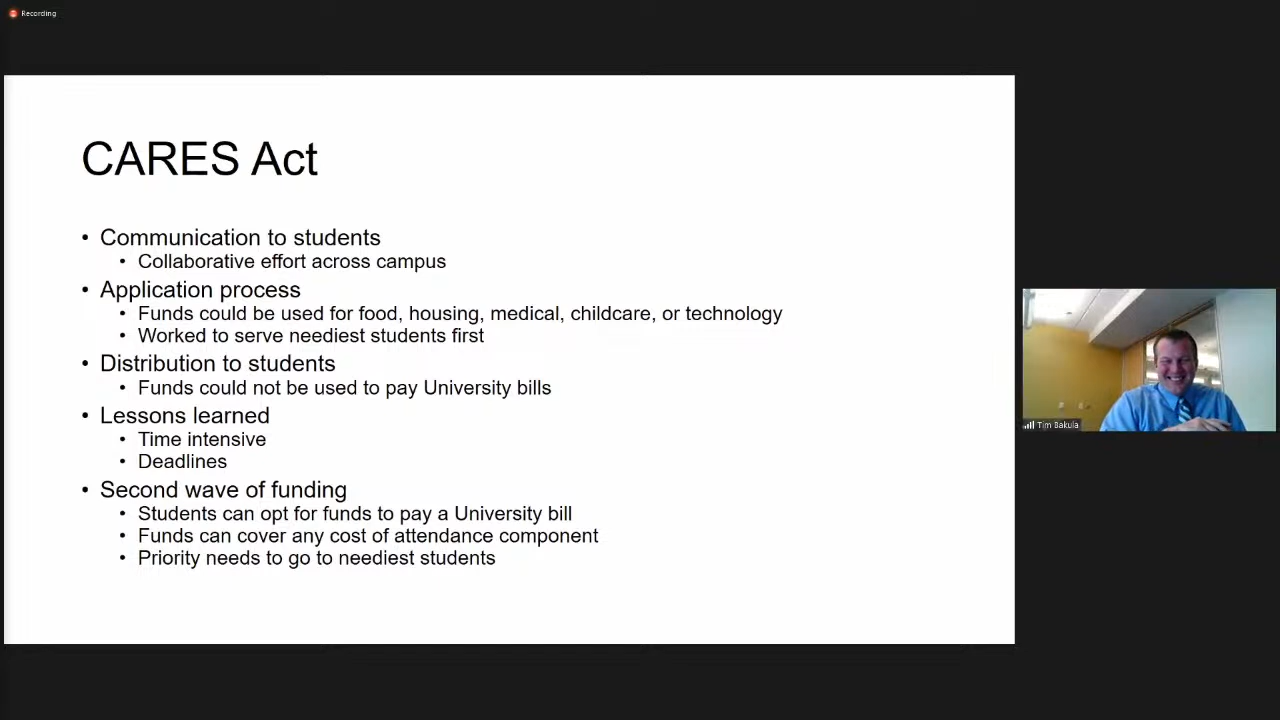 Recording
CARES Act
• Communication to students
• Collaborative effort across campus
• Application process
• Funds could be used for food, housing, medical, childcare, or technology
• Worked to serve neediest students first
• Distribution to students
• Funds could not be used to pay University bills
• Lessons learned
• Time intensive
• Deadlines
• Second wave of funding
• Students can opt for funds to pay a University bill
• Funds can cover any cost of attendance component
• Priority needs to go to neediest students
Tim Bakula